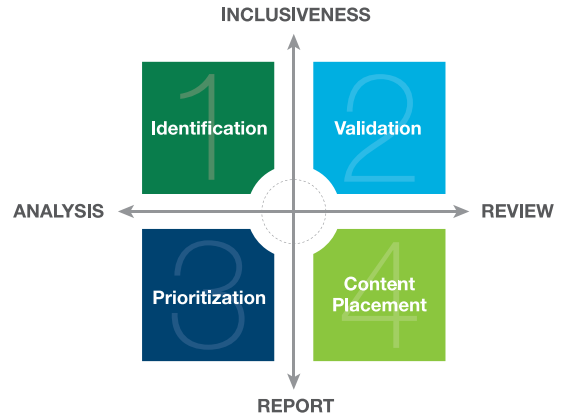 INCLUSIVENESS
1
Identification
2
Validation
ANALYSIS
REVIEW
3
Prioritization
4
Content
Placement
REPORT